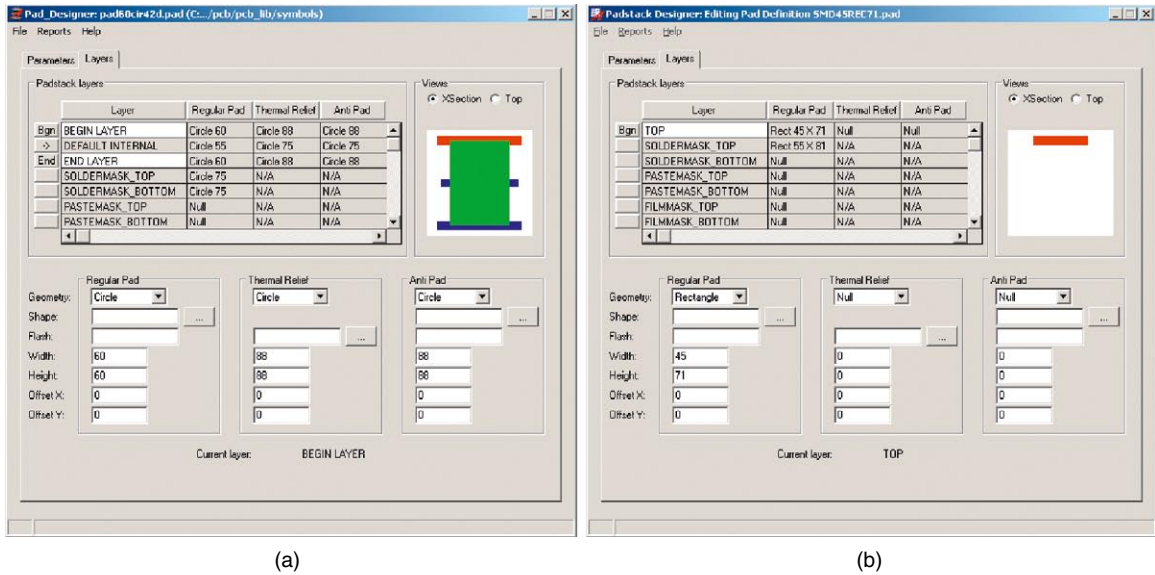 Pad_Designer: pad60cir42d.pad (C:.../pcb/pcb_lib/symbols)
File Reports Help
Parameters Layers
Padstack layers
Views
XSection Top
Layer Regular Pad Thermal Relief Anti Pad
Bgn BEGIN LAYER Circle 60 Circle 88 Circle 88
-> DEFAULT INTERNAL Circle 55 Circle 75 Circle 75
End END LAYER Circle 60 Circle 88 Circle 88
SOLDERMASK_TOP Circle 75 N/A N/A
SOLDERMASK_BOTTOM Circle 75 N/A N/A
PASTEMASK_TOP Null N/A N/A
PASTEMASK_BOTTOM Null N/A N/A
Regular Pad Thermal Relief Anti Pad
Geometry: Circle Circle Circle
Shape: ... ...
Flash: ...
Width: 60 88 88
Height: 60 88 88
Offset X: 0 0 0
Offset Y: 0 0 0
Current layer: BEGIN LAYER
(a)
Padstack Designer: Editing Pad Definition SMD45REC71.pad
File Reports Help
Parameters Layers
Padstack layers
Views
XSection Top
Layer Regular Pad Thermal Relief Anti Pad
Bgn TOP Rect 45 X 71 Null Null
SOLDERMASK_TOP Rect 55 X 81 N/A N/A
SOLDERMASK_BOTTOM Null N/A N/A
PASTEMASK_TOP Null N/A N/A
PASTEMASK_BOTTOM Null N/A N/A
FILMMASK_TOP Null N/A N/A
FILMMASK_BOTTOM Null N/A N/A
Regular Pad Thermal Relief Anti Pad
Geometry: Rectangle Null Null
Shape: ... ...
Flash: ...
Width: 45 0 0
Height: 71 0 0
Offset X: 0 0 0
Offset Y: 0 0 0
Current layer: TOP
(b)